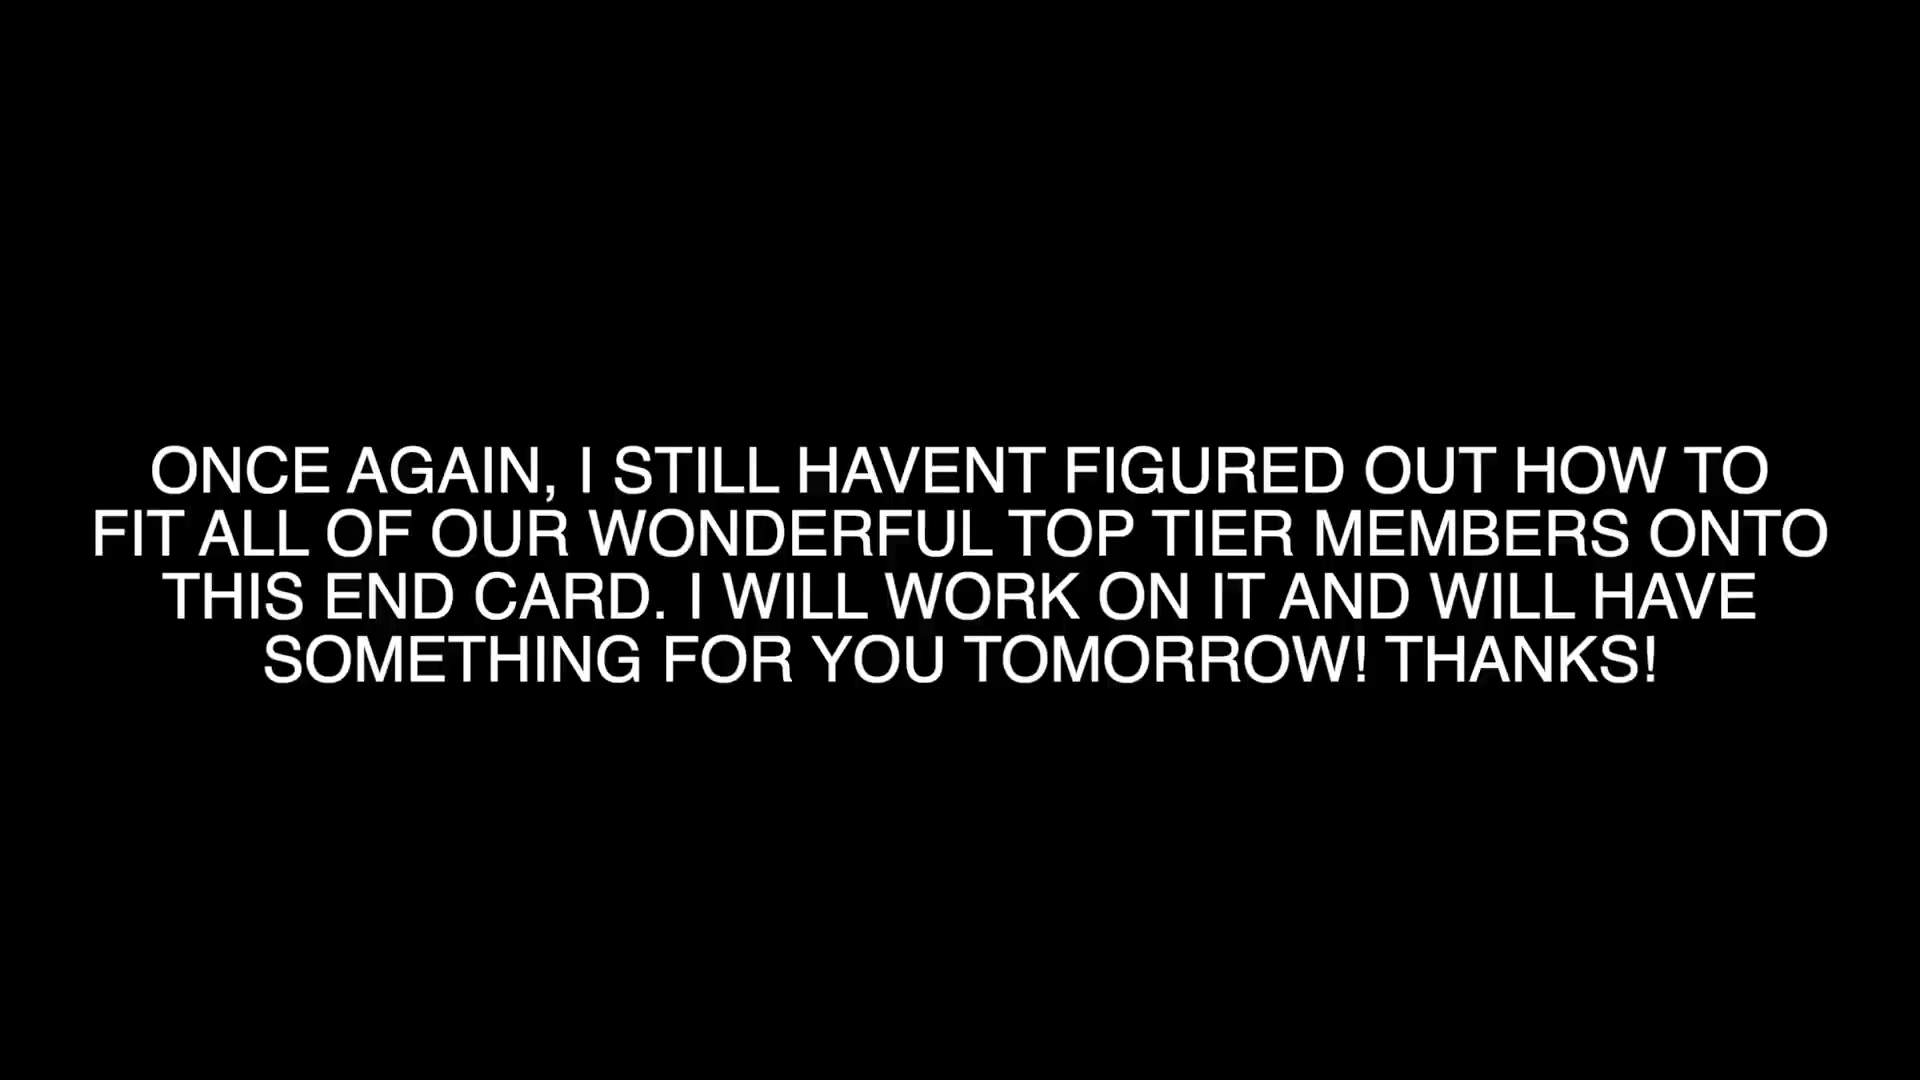 ONCE AGAIN, I STILL HAVENT FIGURED OUT HOW TO
FIT ALL OF OUR WONDERFUL TOP TIER MEMBERS ONTO
THIS END CARD. I WILL WORK ON IT AND WILL HAVE
SOMETHING FOR YOU TOMORROW! THANKS!